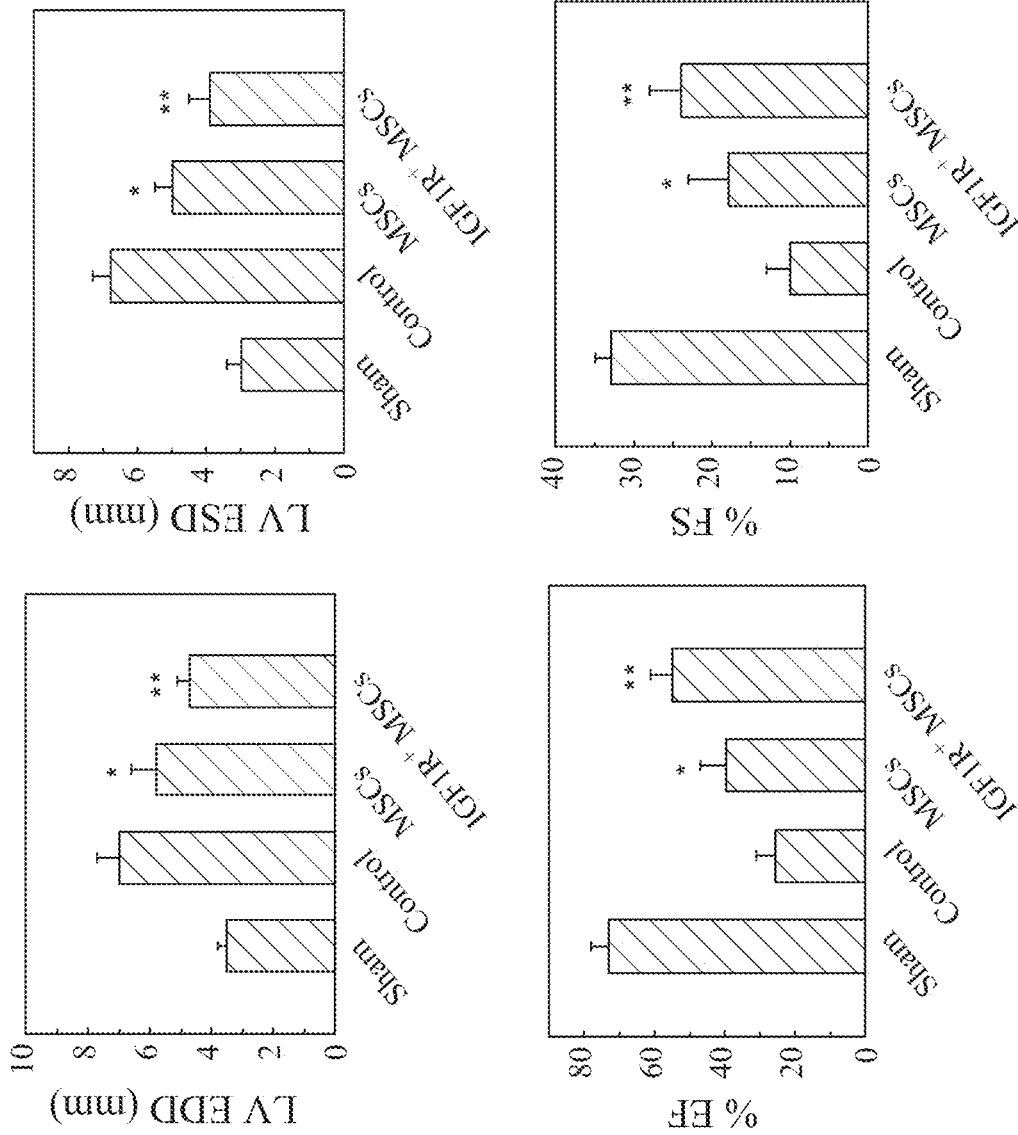 LV EDD (mm)
10
8
6
4
2
0
*
**
Sham
Control
MSCs
IGF1R⁺ MSCs
LV ESD (mm)
8
6
4
2
0
*
**
Sham
Control
MSCs
IGF1R⁺ MSCs
% EF
80
60
40
20
0
*
**
Sham
Control
MSCs
IGF1R⁺ MSCs
% FS
40
30
20
10
0
*
**
Sham
Control
MSCs
IGF1R⁺ MSCs